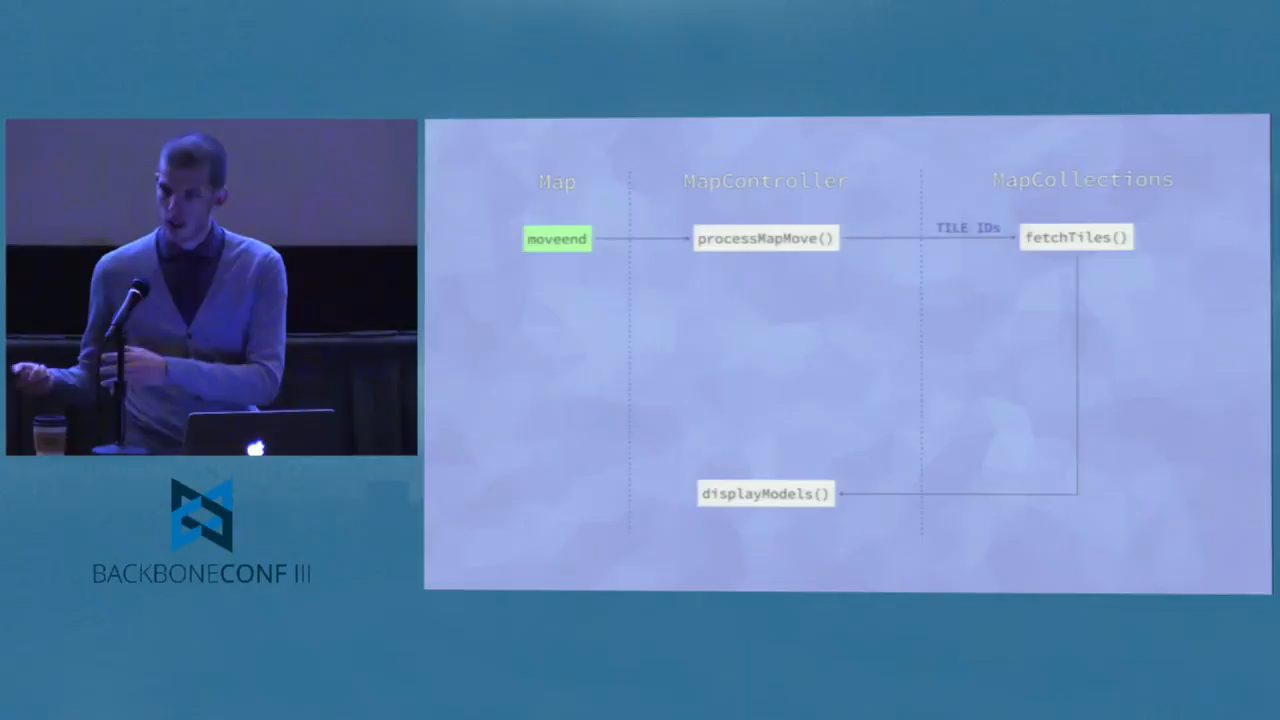 Map
MapController
MapCollections
moveend
processMapMove()
TILE IDs
fetchTiles()
displayModels()
BACKBONECONF III